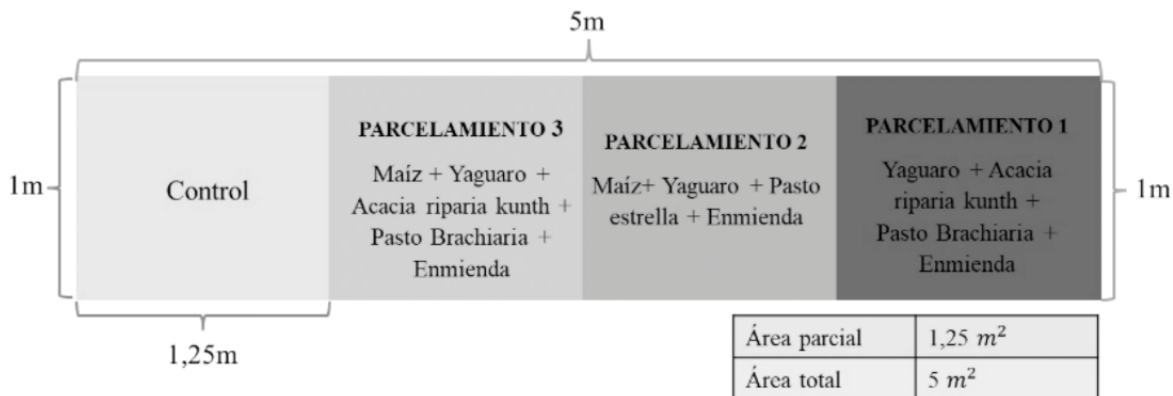 5m
1m
Control
PARCELAMIENTO 3
Maíz + Yaguaro +
Acacia riparia kunth +
Pasto Brachiaria +
Enmienda
PARCELAMIENTO 2
Maíz+ Yaguaro + Pasto
estrella + Enmienda
PARCELAMIENTO 1
Yaguaro + Acacia
riparia kunth +
Pasto Brachiaria +
Enmienda
1m
1,25m
Área parcial 1,25 m²
Área total 5 m²